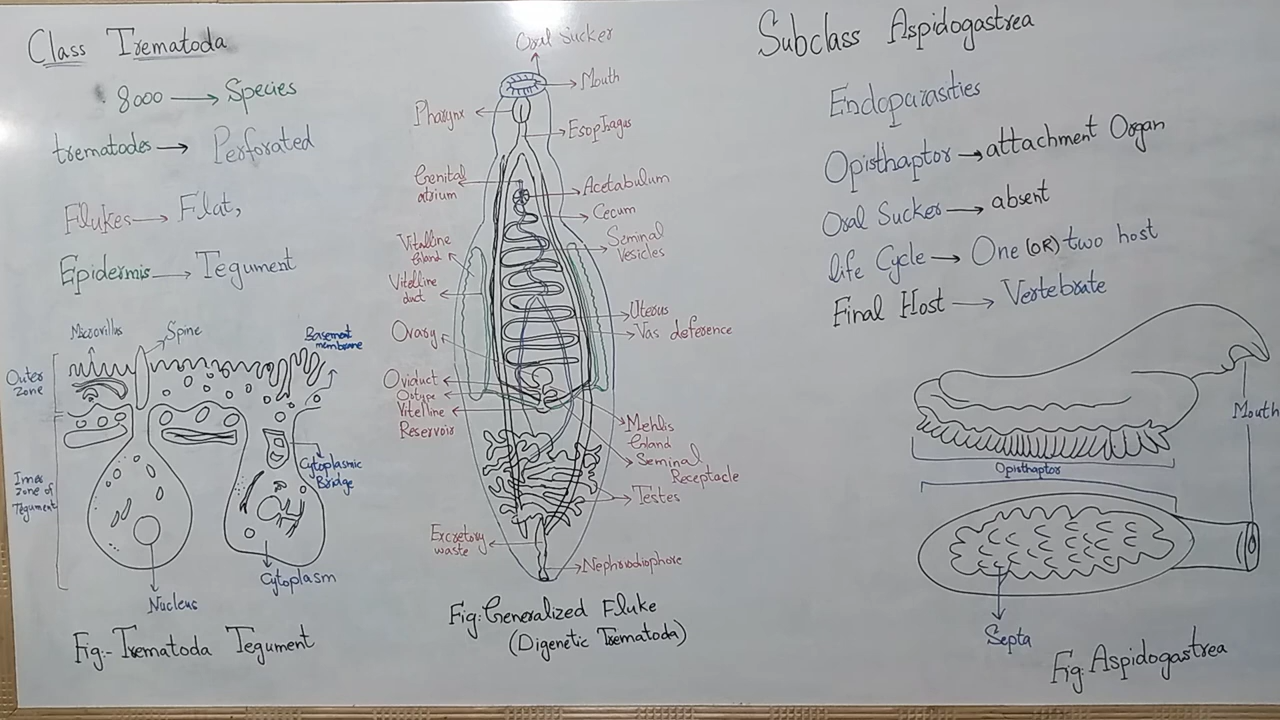 Class Trematoda
8000 → Species
trematodes → Perforated
Flukes → Flat,
Epidermis → Tegument
Microvillus
Spine
Basement
membrane
Outer
Zone
Inner
Zone of
Tegument
Cytoplasmic
Bridge
Cytoplasm
Nucleus
Fig:- Trematoda Tegument
Oral Sucker
Mouth
Pharynx
Esophagus
Genital
atrium
Acetabulum
Cecum
Vitalline
Gland
Seminal
Vesicles
Vitelline
duct
Uterus
Ovary
Vas deference
Oviduct
Ootype
Vitelline
Reservoir
Mehlis
Gland
Seminal
Receptacle
Testes
Excretory
waste
Nephridiophore
Fig: Generalized Fluke
(Digenetic Trematoda)
Subclass Aspidogastrea
Endoparasities
Opisthaptor → attachment Organ
Oral Sucker → absent
life Cycle → One (OR) two host
Final Host → Vertebrate
Mouth
Opisthaptor
Septa
Fig: Aspidogastrea